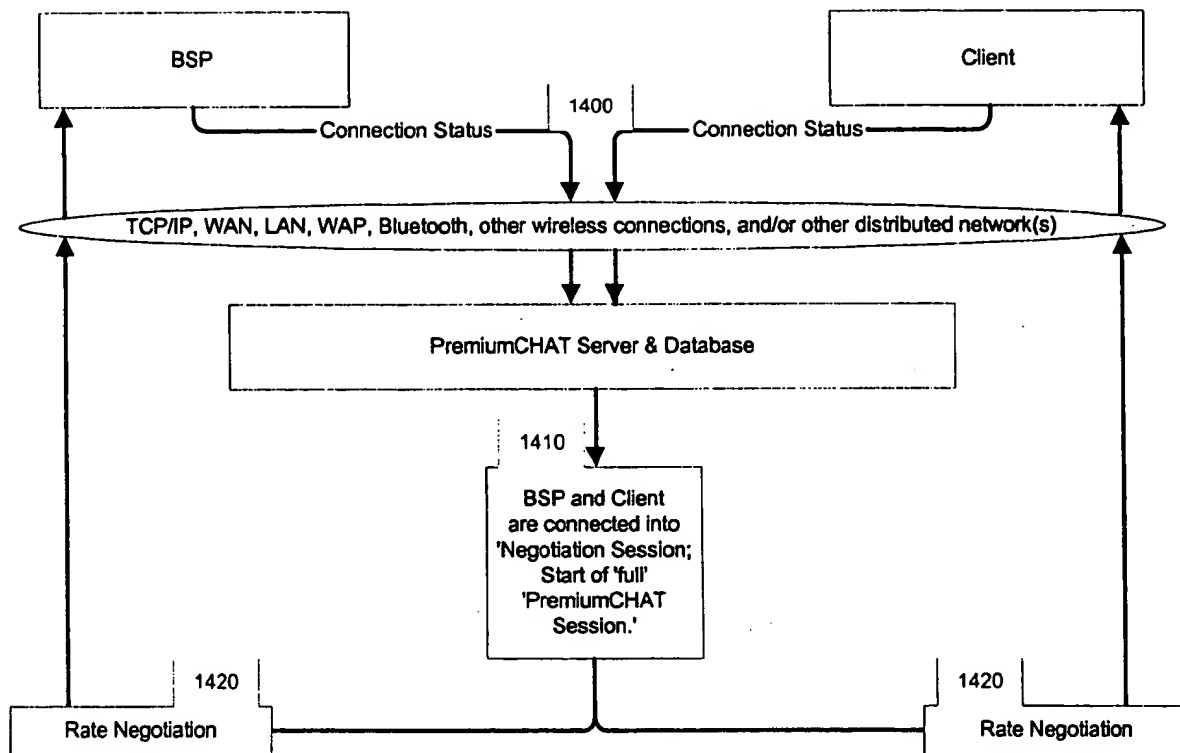 BSP
Client
1400
Connection Status
Connection Status
TCP/IP, WAN, LAN, WAP, Bluetooth, other wireless connections, and/or other distributed network(s)
PremiumCHAT Server & Database
1410
BSP and Client
are connected into
'Negotiation Session;
Start of 'full'
'PremiumCHAT
Session.'
1420
1420
Rate Negotiation
Rate Negotiation